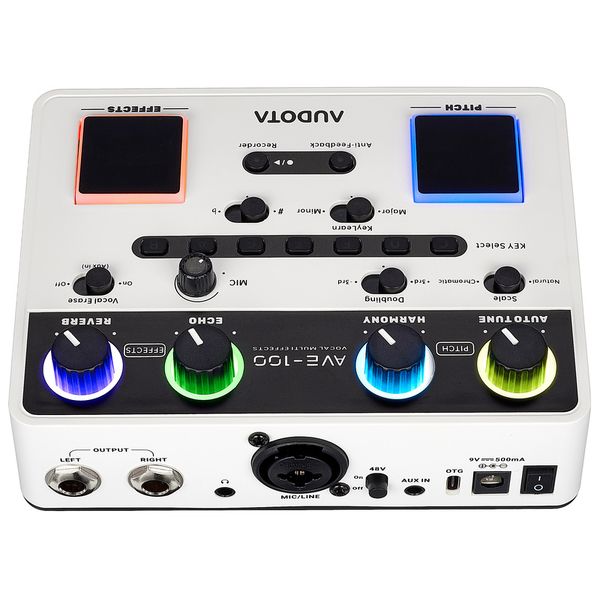 EFFECTS
PITCH
AUDOTA
Recorder
Anti-Feedback
● / ▶
♭
#
Minor
Major
KeyLearn
KEY Select
Off
On
(Aux in)
Vocal Erase
MIC
-3rd
+3rd
Doubling
Chromatic
Natural
Scale
REVERB
ECHO
HARMONY
AUTO TUNE
EFFECTS
PITCH
VOCAL MULTI EFFECTS
AVE-100
OUTPUT
LEFT
RIGHT
MIC/LINE
48V
On
Off
AUX IN
OTG
9V 500mA
I
O